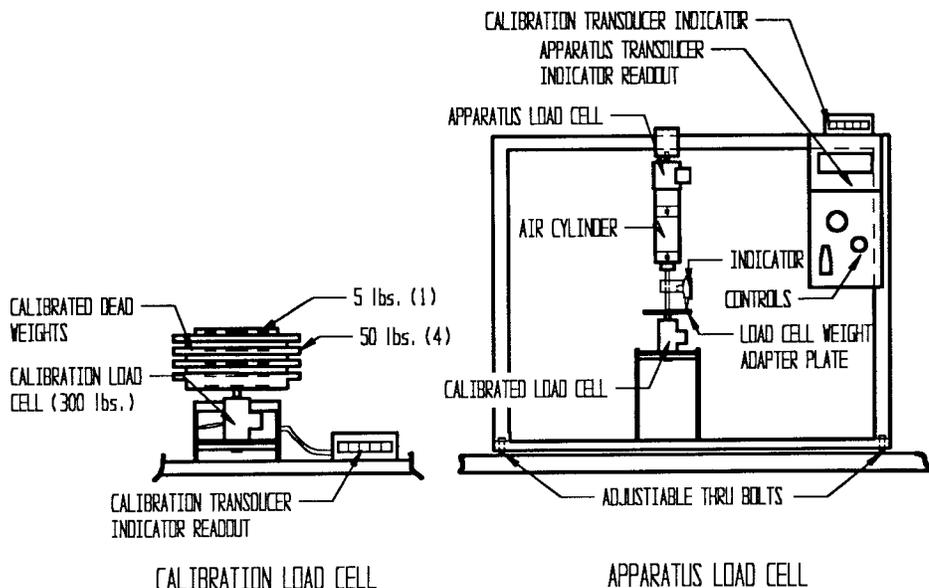 CALIBRATION TRANSDUCER INDICATOR
APPARATUS TRANSDUCER
INDICATOR READOUT
APPARATUS LOAD CELL
AIR CYLINDER
INDICATOR
CONTROLS
LOAD CELL WEIGHT
ADAPTER PLATE
CALIBRATED LOAD CELL
CALIBRATED DEAD
WEIGHTS
5 lbs. (1)
50 lbs. (4)
CALIBRATION LOAD
CELL (300 lbs.)
CALIBRATION TRANSDUCER
INDICATOR READOUT
ADJUSTIABLE THRU BOLTS
CALIBRATION LOAD CELL
APPARATUS LOAD CELL